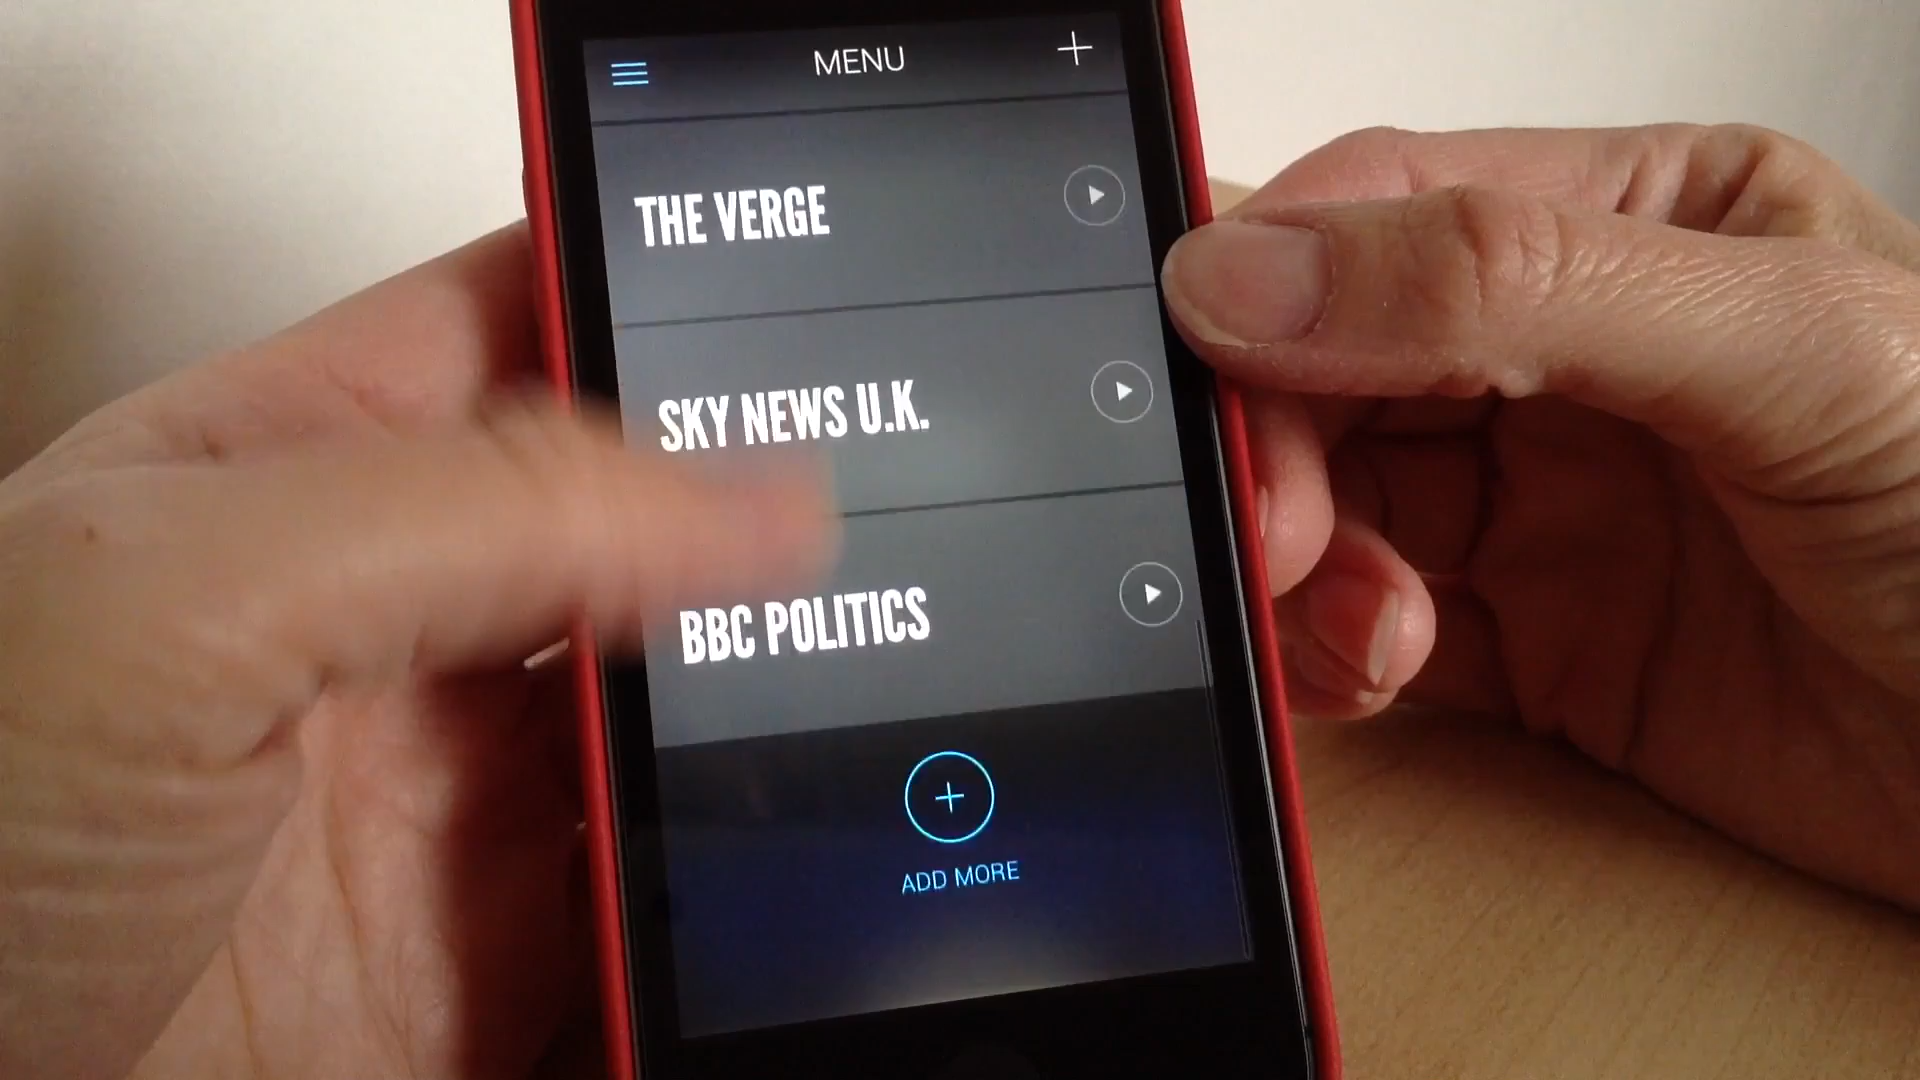 MENU
THE VERGE
SKY NEWS U.K.
BBC POLITICS
ADD MORE